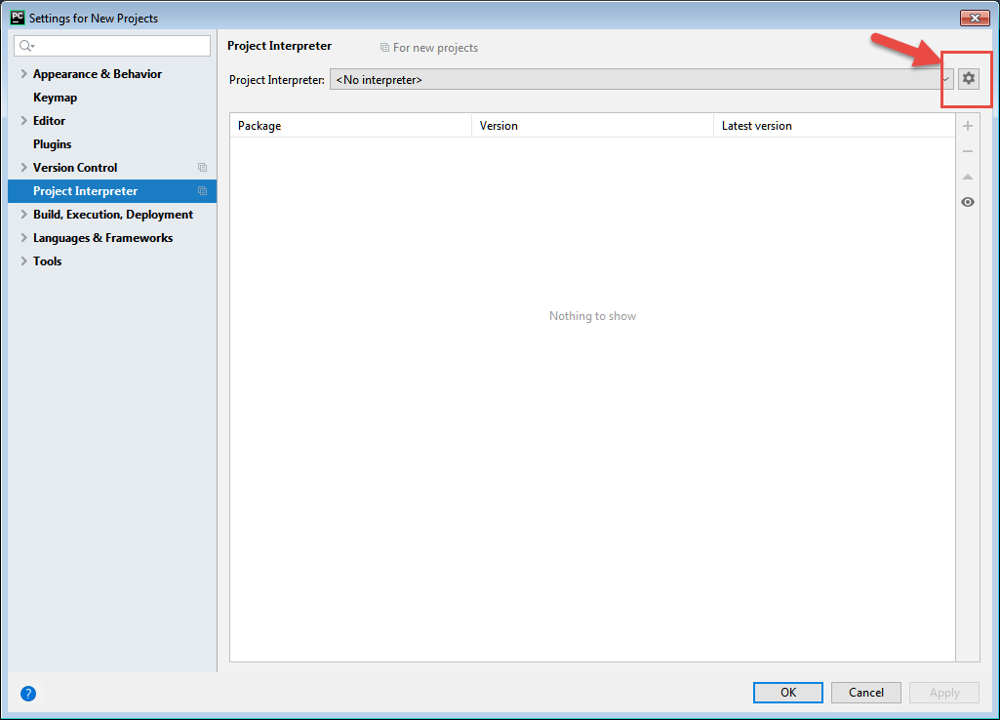 PC Settings for New Projects
Appearance & Behavior
Keymap
Editor
Plugins
Version Control
Project Interpreter
Build, Execution, Deployment
Languages & Frameworks
Tools
Project Interpreter For new projects
Project Interpreter: <No interpreter>
Package Version Latest version
Nothing to show
? OK Cancel Apply